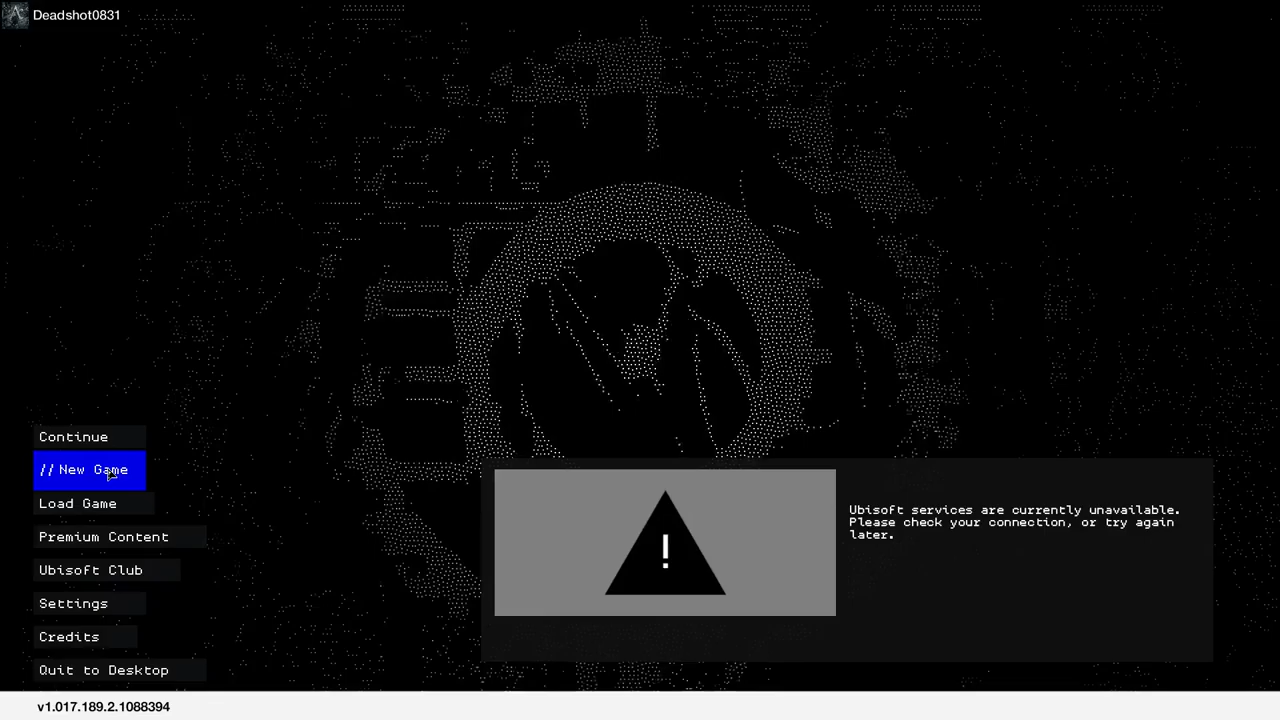 Deadshot0831
Continue
// New Game
Load Game
Premium Content
Ubisoft Club
Settings
Credits
Quit to Desktop
!
Ubisoft services are currently unavailable.
Please check your connection, or try again
later.
v1.017.189.2.1088394